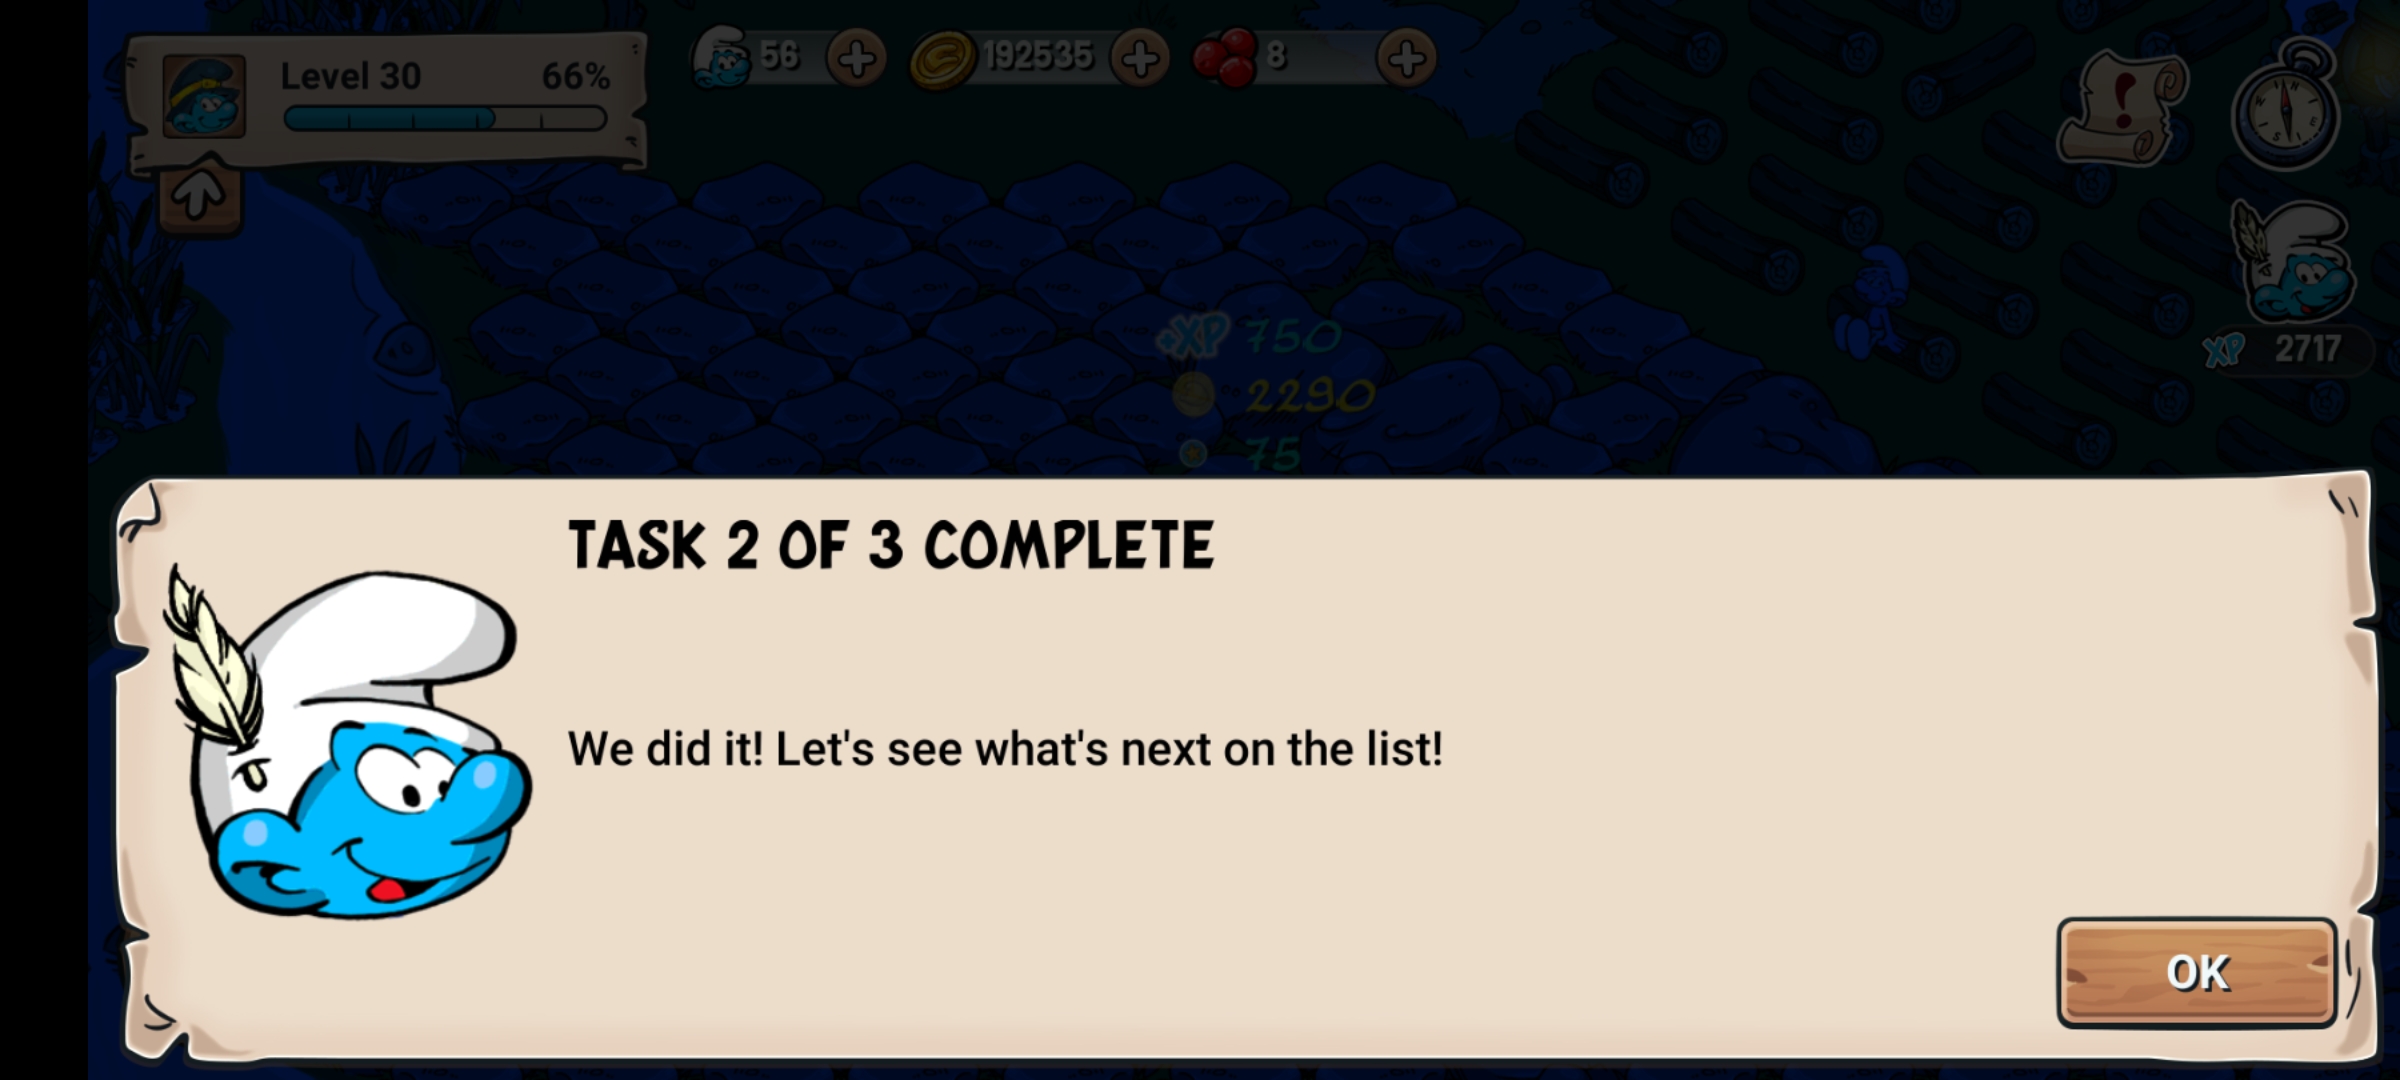 Level 30 66%
56 192535 8
XP 2717
+XP 750
2290
75
TASK 2 OF 3 COMPLETE
We did it! Let's see what's next on the list!
OK